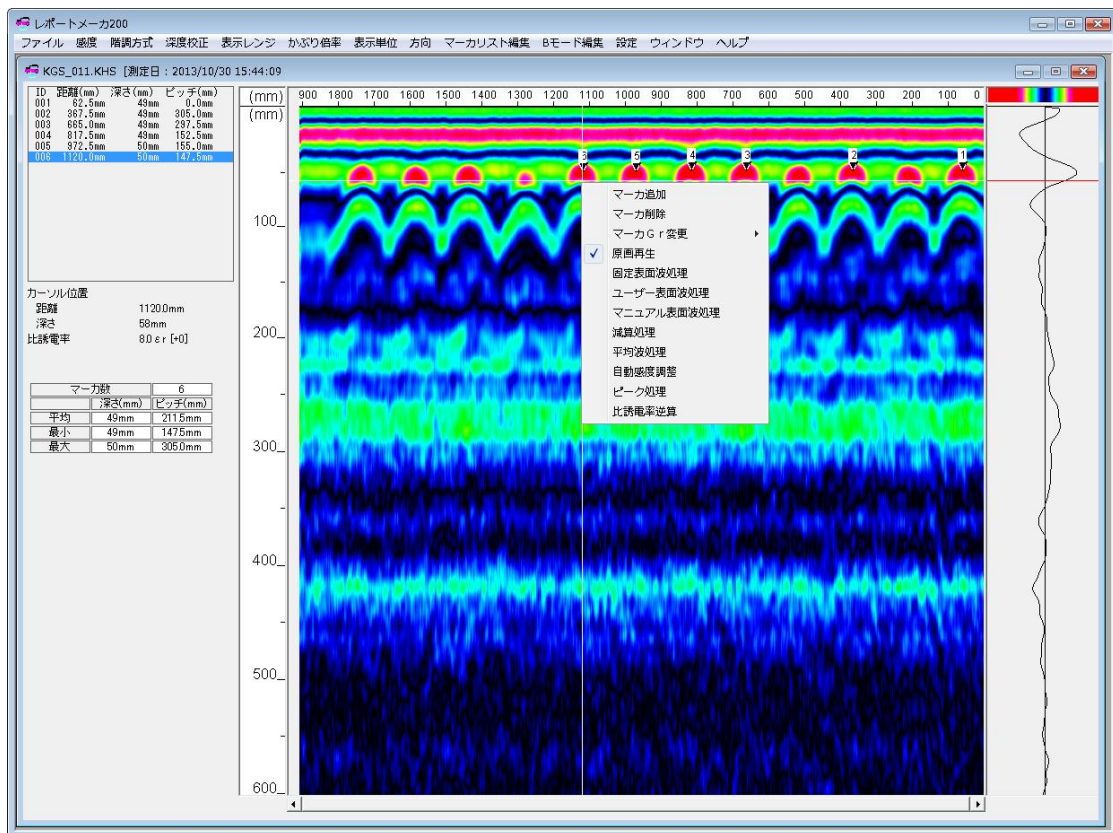 レポートメーカ200
ファイル 感度 階調方式 深度校正 表示レンジ かぶり倍率 表示単位 方向 マーカリスト編集 Bモード編集 設定 ウィンドウ ヘルプ
KGS_011.KHS [測定日：2013/10/30 15:44:09
ID 距離(mm) 深さ(mm) ピッチ(mm)
001 62.5mm 49mm 0.0mm
002 367.5mm 49mm 305.0mm
003 665.0mm 49mm 297.5mm
004 817.5mm 49mm 152.5mm
005 972.5mm 50mm 155.0mm
006 1120.0mm 50mm 147.5mm
カーソル位置
距離 1120.0mm
深さ 58mm
比誘電率 8.0 εr [+0]
マーカ数 6
深さ(mm) ピッチ(mm)
平均 49mm 211.5mm
最小 49mm 147.5mm
最大 50mm 305.0mm
(mm) 900 1800 1700 1600 1500 1400 1300 1200 1100 1000 900 800 700 600 500 400 300 200 100 0
(mm)
6 5 4 3 2 1
100
200
300
400
500
600
マーカ追加
マーカ削除
マーカGr変更
原画再生
固定表面波処理
ユーザー表面波処理
マニュアル表面波処理
減算処理
平均波処理
自動感度調整
ピーク処理
比誘電率逆算